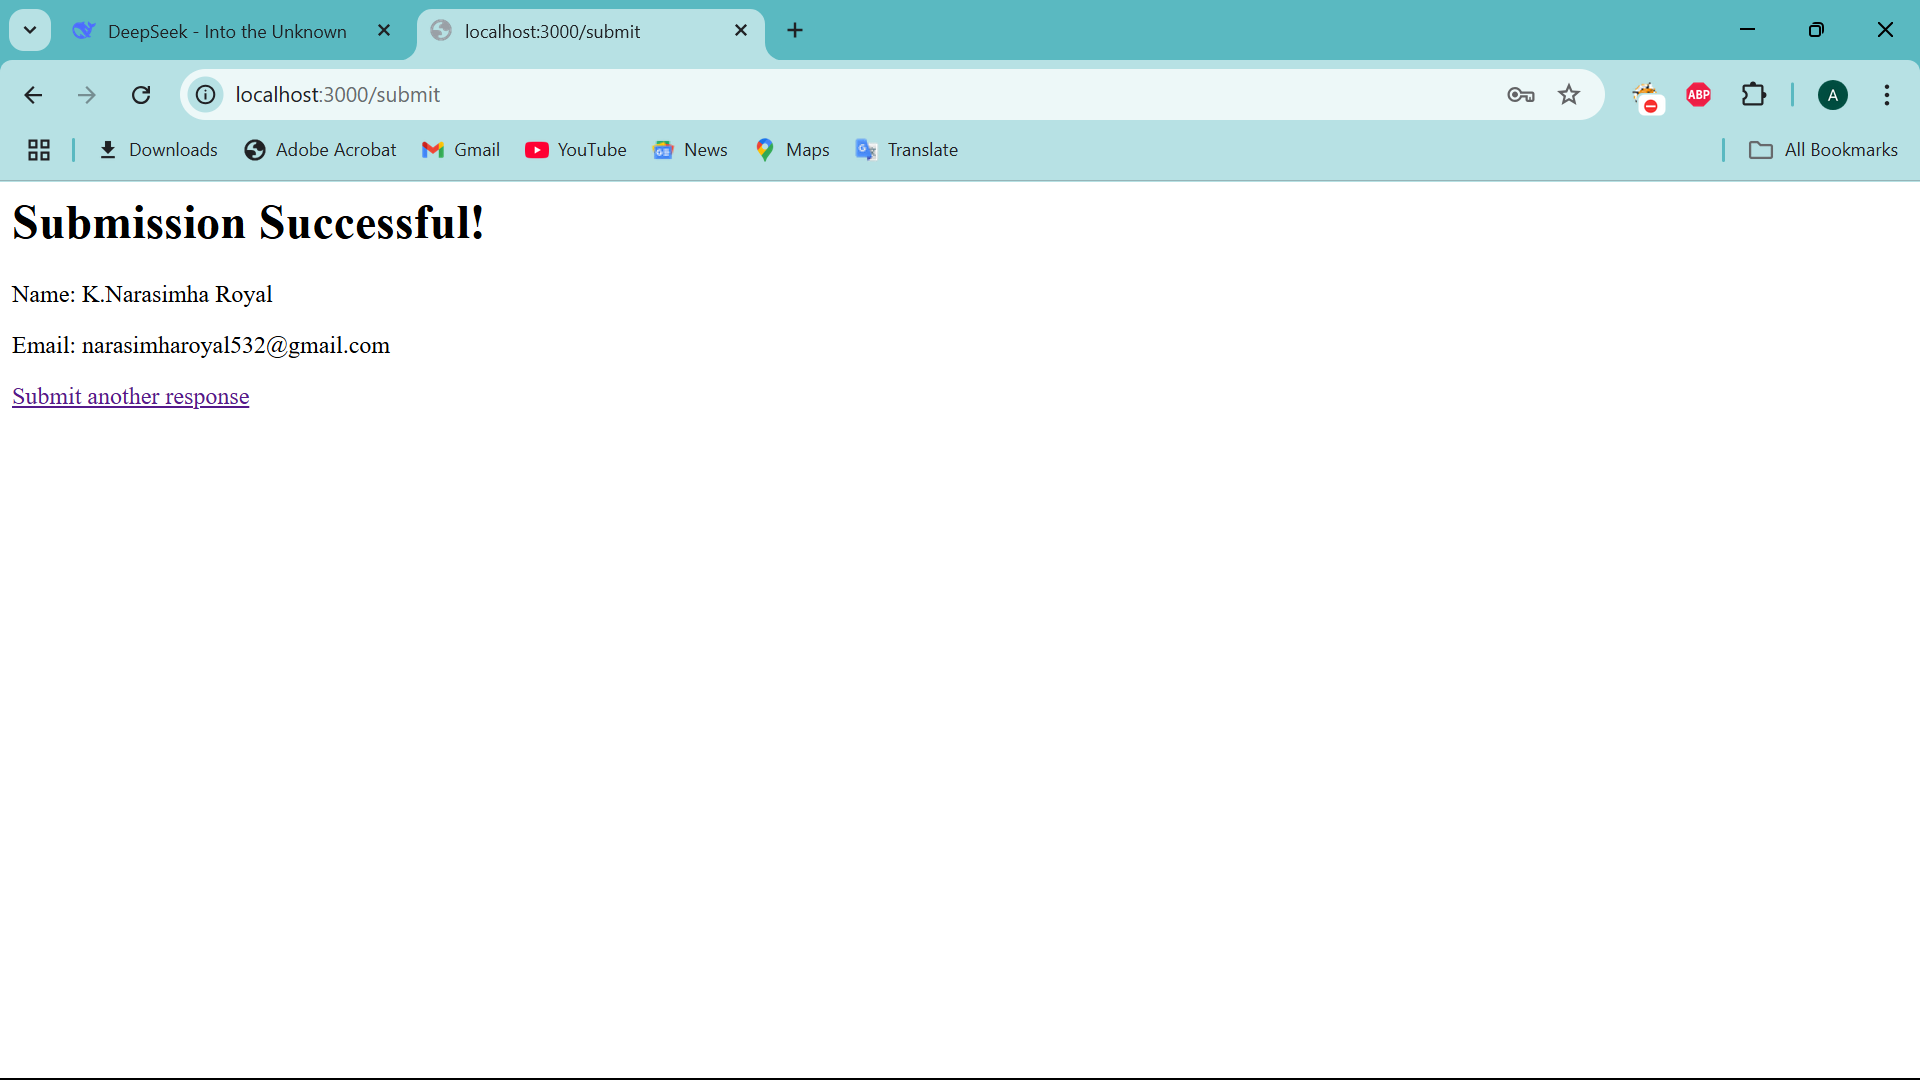 DeepSeek - Into the Unknown
localhost:3000/submit
localhost:3000/submit
ABP
A
Downloads
Adobe Acrobat
Gmail
YouTube
News
Maps
Translate
All Bookmarks
Submission Successful!
Name: K.Narasimha Royal
Email: narasimharoyal532@gmail.com
Submit another response